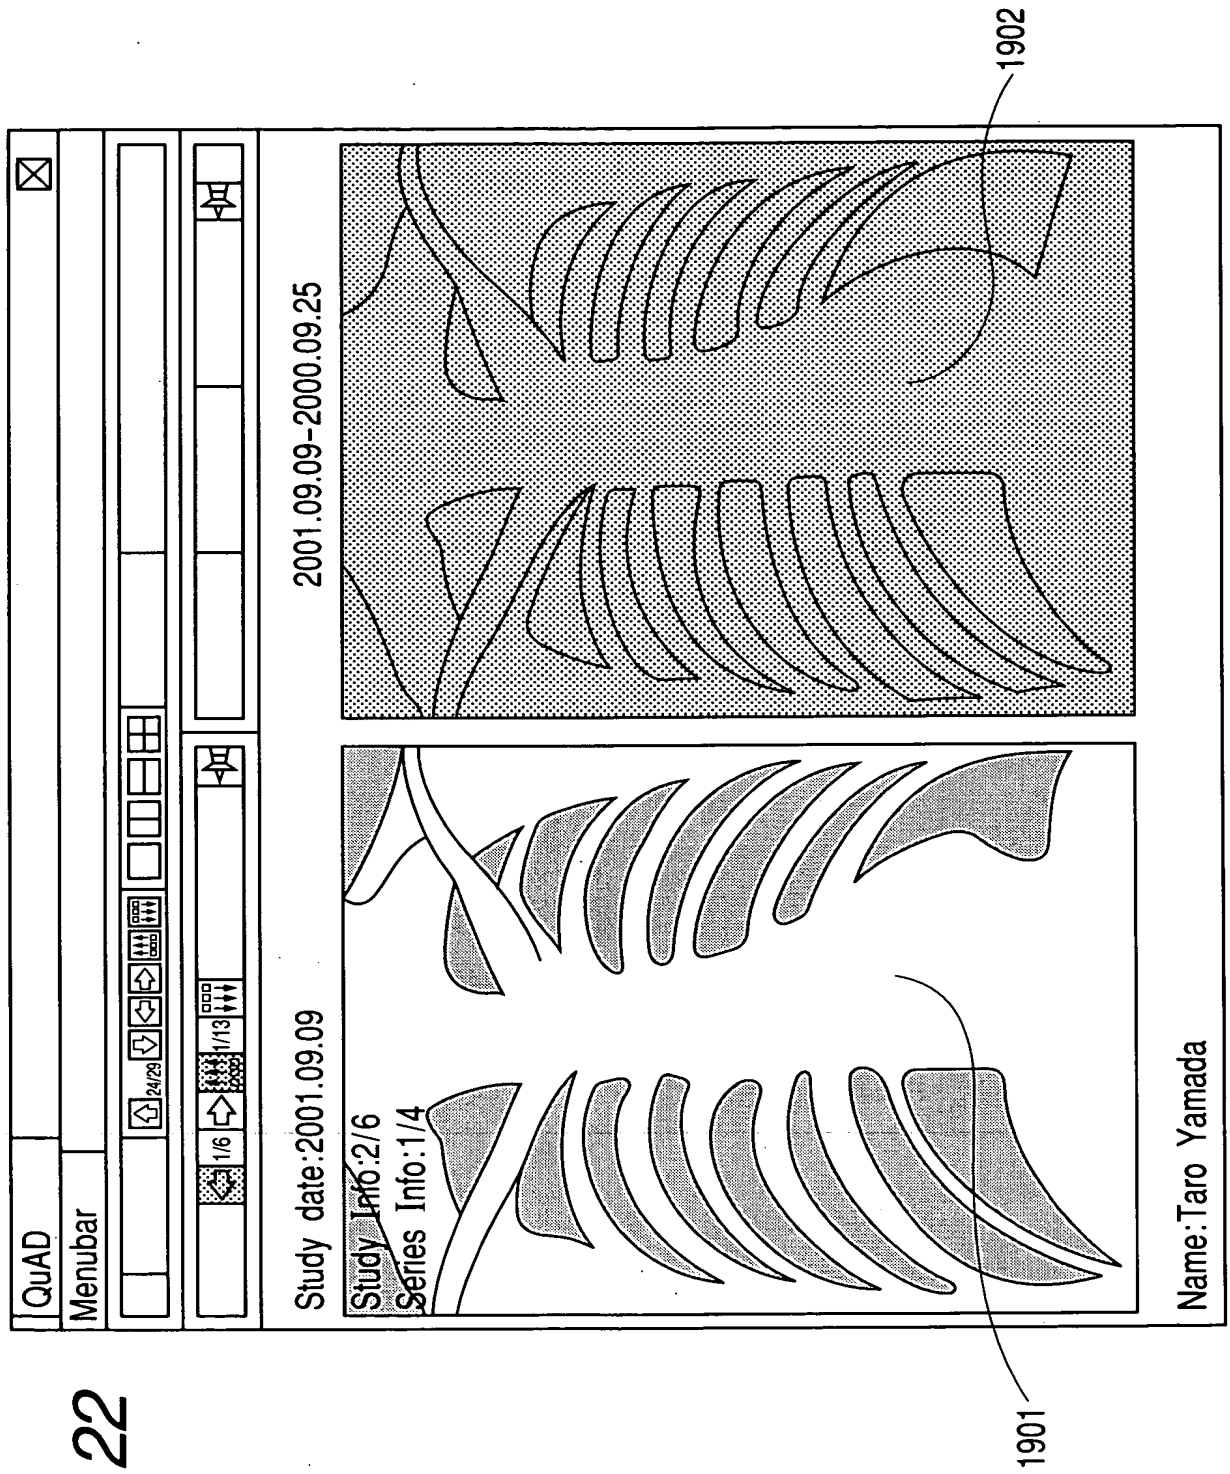 22
QuAD
Menubar
24/29
1/6
1/13
Study date:2001.09.09
2001.09.09-2000.09.25
Study Info:2/6
Series Info:1/4
Name:Taro Yamada
1901
1902